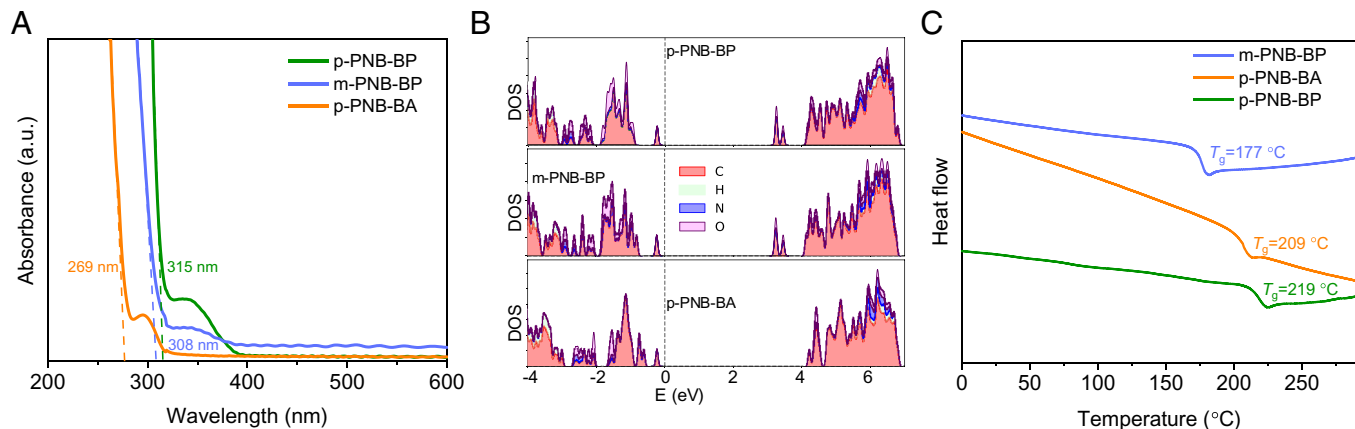 A
Absorbance (a.u.)
p-PNB-BP
m-PNB-BP
p-PNB-BA
269 nm
315 nm
308 nm
200
300
400
500
600
Wavelength (nm)
B
p-PNB-BP
DOS
m-PNB-BP
DOS
C
H
N
O
p-PNB-BA
DOS
-4
-2
0
2
4
6
E (eV)
C
Heat flow
m-PNB-BP
p-PNB-BA
p-PNB-BP
Tg=177 °C
Tg=209 °C
Tg=219 °C
0
50
100
150
200
250
Temperature (°C)